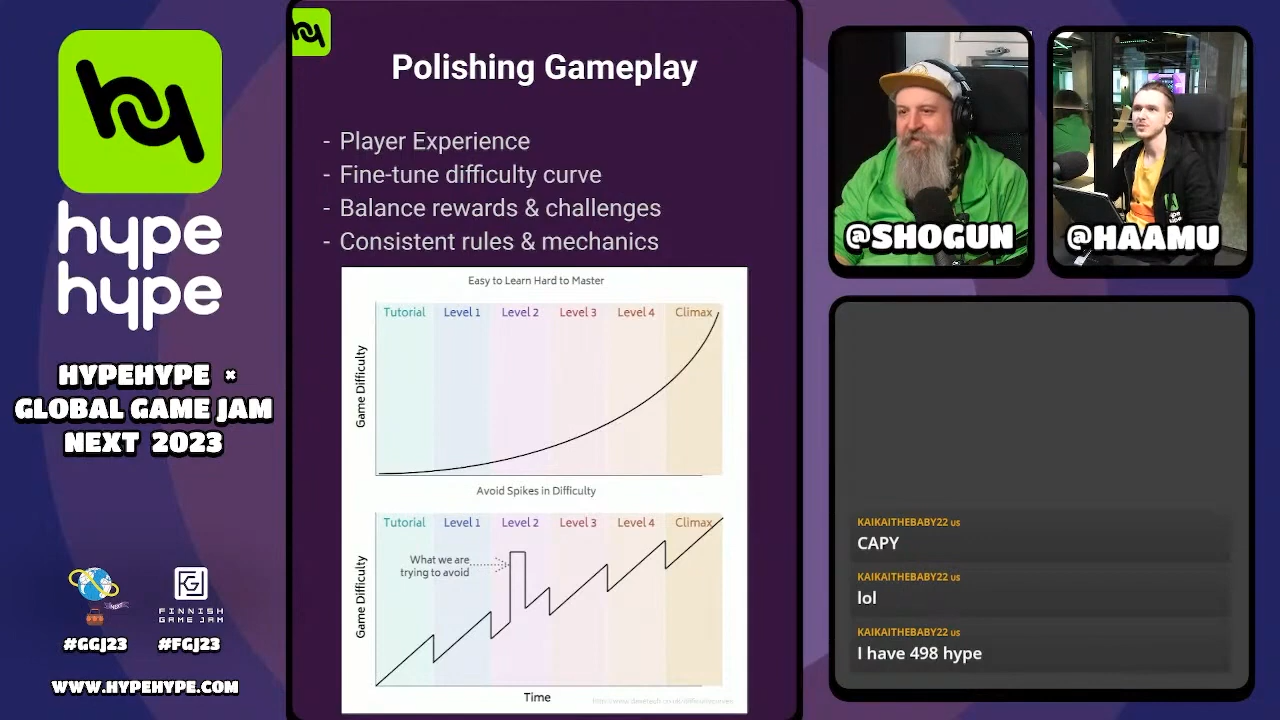 hype
hype
HYPEHYPE ×
GLOBAL GAME JAM
NEXT 2023
#GGJ23 #FGJ23
FINNISH
GAME JAM
WWW.HYPEHYPE.COM
Polishing Gameplay
- Player Experience
- Fine-tune difficulty curve
- Balance rewards & challenges
- Consistent rules & mechanics
Easy to Learn Hard to Master
Tutorial Level 1 Level 2 Level 3 Level 4 Climax
Game Difficulty
Avoid Spikes in Difficulty
Tutorial Level 1 Level 2 Level 3 Level 4 Climax
What we are
trying to avoid
Game Difficulty
Time
@SHOGUN
@HAAMU
KAIKAITHEBABY22 US
CAPY
KAIKAITHEBABY22 US
lol
KAIKAITHEBABY22 US
I have 498 hype